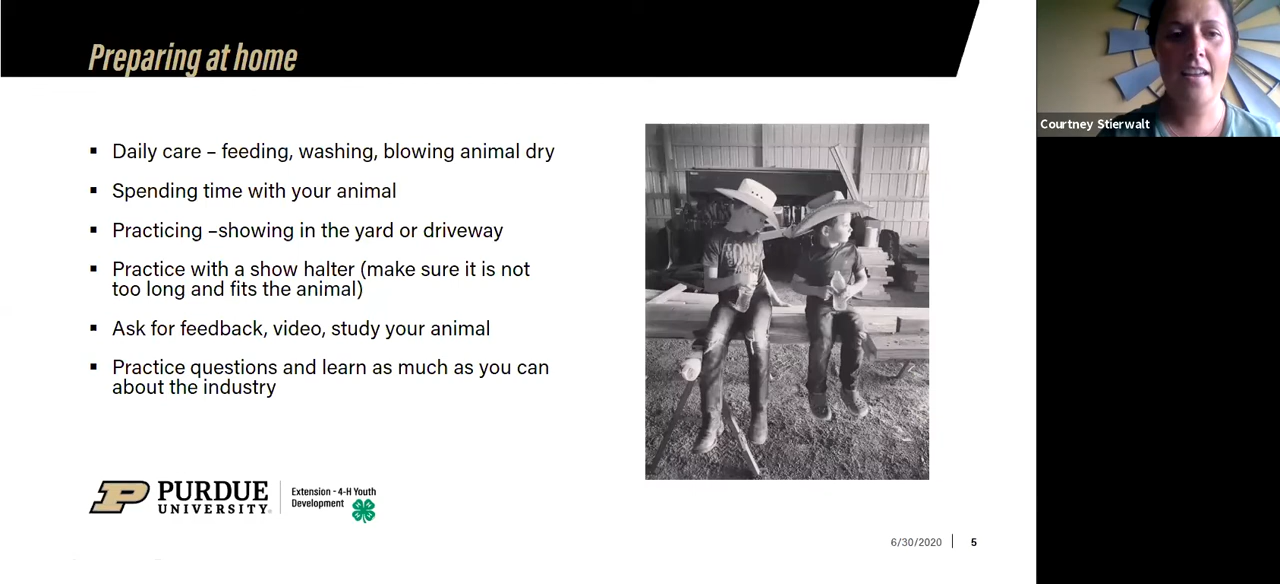 Preparing at home
Courtney Stierwalt
▪ Daily care – feeding, washing, blowing animal dry
▪ Spending time with your animal
▪ Practicing –showing in the yard or driveway
▪ Practice with a show halter (make sure it is not
too long and fits the animal)
▪ Ask for feedback, video, study your animal
▪ Practice questions and learn as much as you can
about the industry
P PURDUE
UNIVERSITY®
Extension - 4-H Youth
Development
6/30/2020 | 5